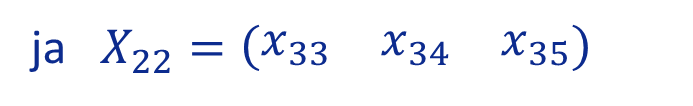 ja X₂₂ = (x₃₃ x₃₄ x₃₅)